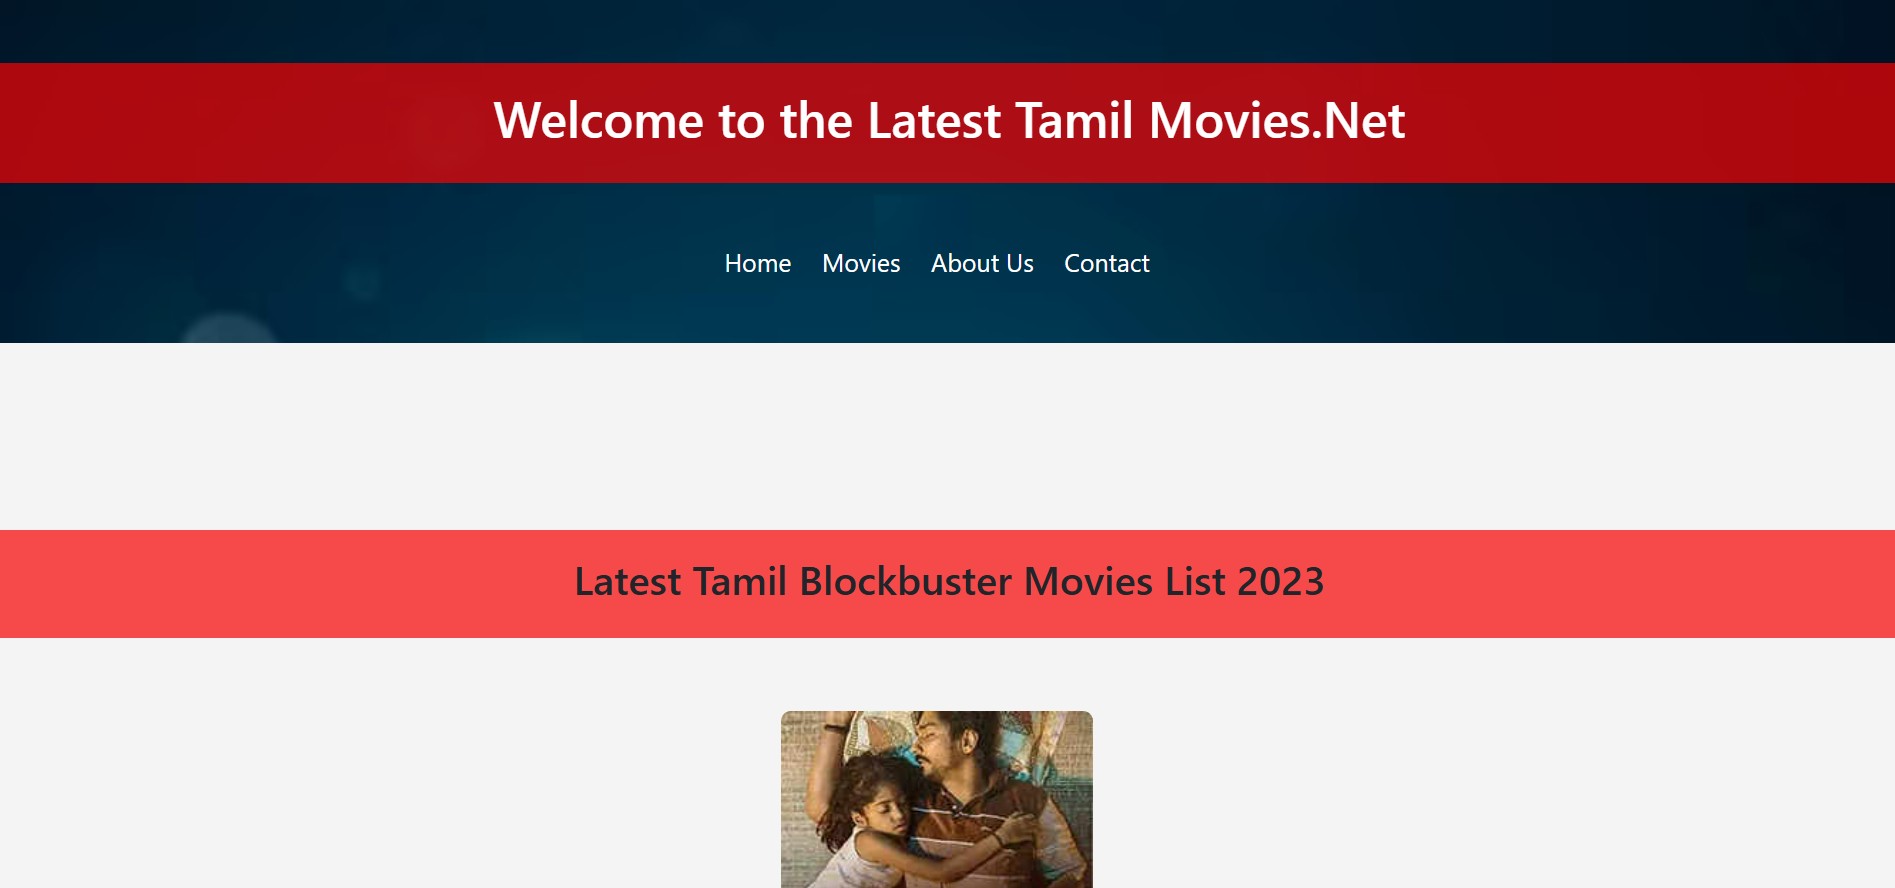 Welcome to the Latest Tamil Movies.Net
Home Movies About Us Contact
Latest Tamil Blockbuster Movies List 2023